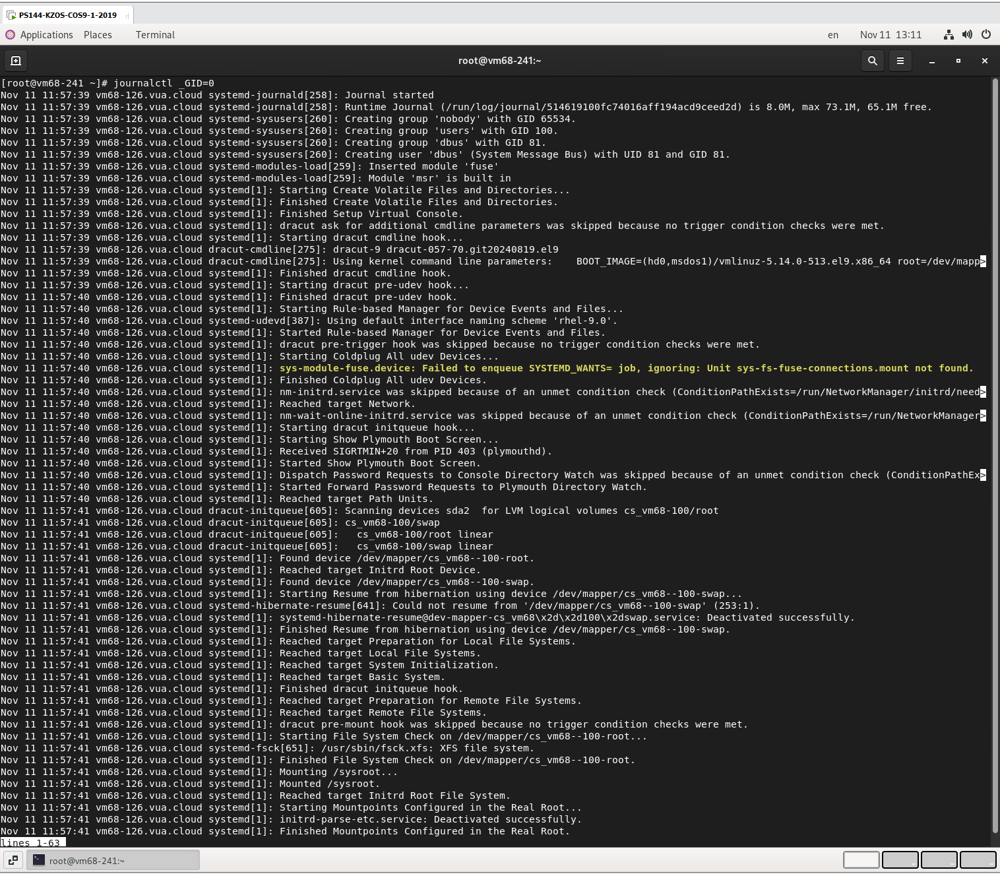 PS144-KZOS-COS9-1-2019
Applications Places Terminal en Nov 11 13:11
root@vm68-241:~
[root@vm68-241 ~]# journalctl _GID=0
Nov 11 11:57:39 vm68-126.vua.cloud systemd-journald[258]: Journal started
Nov 11 11:57:39 vm68-126.vua.cloud systemd-journald[258]: Runtime Journal (/run/log/journal/514619100fc74016aff194acd9ceed2d) is 8.0M, max 73.1M, 65.1M free.
Nov 11 11:57:39 vm68-126.vua.cloud systemd-sysusers[260]: Creating group 'nobody' with GID 65534.
Nov 11 11:57:39 vm68-126.vua.cloud systemd-sysusers[260]: Creating group 'users' with GID 100.
Nov 11 11:57:39 vm68-126.vua.cloud systemd-sysusers[260]: Creating group 'dbus' with GID 81.
Nov 11 11:57:39 vm68-126.vua.cloud systemd-sysusers[260]: Creating user 'dbus' (System Message Bus) with UID 81 and GID 81.
Nov 11 11:57:39 vm68-126.vua.cloud systemd-modules-load[259]: Inserted module 'fuse'
Nov 11 11:57:39 vm68-126.vua.cloud systemd-modules-load[259]: Module 'msr' is built in
Nov 11 11:57:39 vm68-126.vua.cloud systemd[1]: Starting Create Volatile Files and Directories...
Nov 11 11:57:39 vm68-126.vua.cloud systemd[1]: Finished Create Volatile Files and Directories.
Nov 11 11:57:39 vm68-126.vua.cloud systemd[1]: Finished Setup Virtual Console.
Nov 11 11:57:39 vm68-126.vua.cloud systemd[1]: dracut ask for additional cmdline parameters was skipped because no trigger condition checks were met.
Nov 11 11:57:39 vm68-126.vua.cloud systemd[1]: Starting dracut cmdline hook...
Nov 11 11:57:39 vm68-126.vua.cloud dracut-cmdline[275]: dracut-9 dracut-057-70.git20240819.el9
Nov 11 11:57:39 vm68-126.vua.cloud dracut-cmdline[275]: Using kernel command line parameters:    BOOT_IMAGE=(hd0,msdos1)/vmlinuz-5.14.0-513.el9.x86_64 root=/dev/mapp>
Nov 11 11:57:39 vm68-126.vua.cloud systemd[1]: Finished dracut cmdline hook.
Nov 11 11:57:39 vm68-126.vua.cloud systemd[1]: Starting dracut pre-udev hook...
Nov 11 11:57:40 vm68-126.vua.cloud systemd[1]: Finished dracut pre-udev hook.
Nov 11 11:57:40 vm68-126.vua.cloud systemd[1]: Starting Rule-based Manager for Device Events and Files...
Nov 11 11:57:40 vm68-126.vua.cloud systemd-udevd[387]: Using default interface naming scheme 'rhel-9.0'.
Nov 11 11:57:40 vm68-126.vua.cloud systemd[1]: Started Rule-based Manager for Device Events and Files.
Nov 11 11:57:40 vm68-126.vua.cloud systemd[1]: dracut pre-trigger hook was skipped because no trigger condition checks were met.
Nov 11 11:57:40 vm68-126.vua.cloud systemd[1]: Starting Coldplug All udev Devices...
Nov 11 11:57:40 vm68-126.vua.cloud systemd[1]: sys-module-fuse.device: Failed to enqueue SYSTEMD_WANTS= job, ignoring: Unit sys-fs-fuse-connections.mount not found.
Nov 11 11:57:40 vm68-126.vua.cloud systemd[1]: Finished Coldplug All udev Devices.
Nov 11 11:57:40 vm68-126.vua.cloud systemd[1]: nm-initrd.service was skipped because of an unmet condition check (ConditionPathExists=/run/NetworkManager/initrd/need>
Nov 11 11:57:40 vm68-126.vua.cloud systemd[1]: Reached target Network.
Nov 11 11:57:40 vm68-126.vua.cloud systemd[1]: nm-wait-online-initrd.service was skipped because of an unmet condition check (ConditionPathExists=/run/NetworkManager>
Nov 11 11:57:40 vm68-126.vua.cloud systemd[1]: Starting dracut initqueue hook...
Nov 11 11:57:40 vm68-126.vua.cloud systemd[1]: Starting Show Plymouth Boot Screen...
Nov 11 11:57:40 vm68-126.vua.cloud systemd[1]: Received SIGRTMIN+20 from PID 403 (plymouthd).
Nov 11 11:57:40 vm68-126.vua.cloud systemd[1]: Started Show Plymouth Boot Screen.
Nov 11 11:57:40 vm68-126.vua.cloud systemd[1]: Dispatch Password Requests to Console Directory Watch was skipped because of an unmet condition check (ConditionPathEx>
Nov 11 11:57:40 vm68-126.vua.cloud systemd[1]: Started Forward Password Requests to Plymouth Directory Watch.
Nov 11 11:57:40 vm68-126.vua.cloud systemd[1]: Reached target Path Units.
Nov 11 11:57:41 vm68-126.vua.cloud dracut-initqueue[605]: Scanning devices sda2  for LVM logical volumes cs_vm68-100/root
Nov 11 11:57:41 vm68-126.vua.cloud dracut-initqueue[605]: cs_vm68-100/swap
Nov 11 11:57:41 vm68-126.vua.cloud dracut-initqueue[605]:   cs_vm68-100/root linear
Nov 11 11:57:41 vm68-126.vua.cloud dracut-initqueue[605]:   cs_vm68-100/swap linear
Nov 11 11:57:41 vm68-126.vua.cloud systemd[1]: Found device /dev/mapper/cs_vm68--100-root.
Nov 11 11:57:41 vm68-126.vua.cloud systemd[1]: Reached target Initrd Root Device.
Nov 11 11:57:41 vm68-126.vua.cloud systemd[1]: Found device /dev/mapper/cs_vm68--100-swap.
Nov 11 11:57:41 vm68-126.vua.cloud systemd[1]: Starting Resume from hibernation using device /dev/mapper/cs_vm68--100-swap...
Nov 11 11:57:41 vm68-126.vua.cloud systemd-hibernate-resume[641]: Could not resume from '/dev/mapper/cs_vm68--100-swap' (253:1).
Nov 11 11:57:41 vm68-126.vua.cloud systemd[1]: systemd-hibernate-resume@dev-mapper-cs_vm68\x2d\x2d100\x2dswap.service: Deactivated successfully.
Nov 11 11:57:41 vm68-126.vua.cloud systemd[1]: Finished Resume from hibernation using device /dev/mapper/cs_vm68--100-swap.
Nov 11 11:57:41 vm68-126.vua.cloud systemd[1]: Reached target Preparation for Local File Systems.
Nov 11 11:57:41 vm68-126.vua.cloud systemd[1]: Reached target Local File Systems.
Nov 11 11:57:41 vm68-126.vua.cloud systemd[1]: Reached target System Initialization.
Nov 11 11:57:41 vm68-126.vua.cloud systemd[1]: Reached target Basic System.
Nov 11 11:57:41 vm68-126.vua.cloud systemd[1]: Finished dracut initqueue hook.
Nov 11 11:57:41 vm68-126.vua.cloud systemd[1]: Reached target Preparation for Remote File Systems.
Nov 11 11:57:41 vm68-126.vua.cloud systemd[1]: Reached target Remote File Systems.
Nov 11 11:57:41 vm68-126.vua.cloud systemd[1]: dracut pre-mount hook was skipped because no trigger condition checks were met.
Nov 11 11:57:41 vm68-126.vua.cloud systemd[1]: Starting File System Check on /dev/mapper/cs_vm68--100-root...
Nov 11 11:57:41 vm68-126.vua.cloud systemd-fsck[651]: /usr/sbin/fsck.xfs: XFS file system.
Nov 11 11:57:41 vm68-126.vua.cloud systemd[1]: Finished File System Check on /dev/mapper/cs_vm68--100-root.
Nov 11 11:57:41 vm68-126.vua.cloud systemd[1]: Mounting /sysroot...
Nov 11 11:57:41 vm68-126.vua.cloud systemd[1]: Mounted /sysroot.
Nov 11 11:57:41 vm68-126.vua.cloud systemd[1]: Reached target Initrd Root File System.
Nov 11 11:57:41 vm68-126.vua.cloud systemd[1]: Starting Mountpoints Configured in the Real Root...
Nov 11 11:57:41 vm68-126.vua.cloud systemd[1]: initrd-parse-etc.service: Deactivated successfully.
Nov 11 11:57:41 vm68-126.vua.cloud systemd[1]: Finished Mountpoints Configured in the Real Root.
lines 1-63
root@vm68-241:~